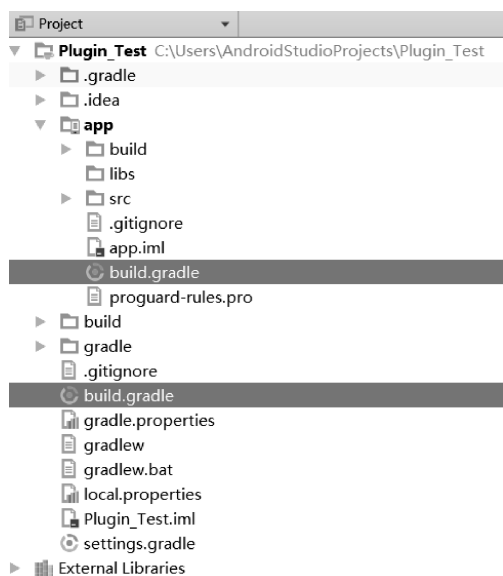 Project
Plugin_Test C:\Users\AndroidStudioProjects\Plugin_Test
.gradle
.idea
app
build
libs
src
.gitignore
app.iml
build.gradle
proguard-rules.pro
build
gradle
.gitignore
build.gradle
gradle.properties
gradlew
gradlew.bat
local.properties
Plugin_Test.iml
settings.gradle
External Libraries